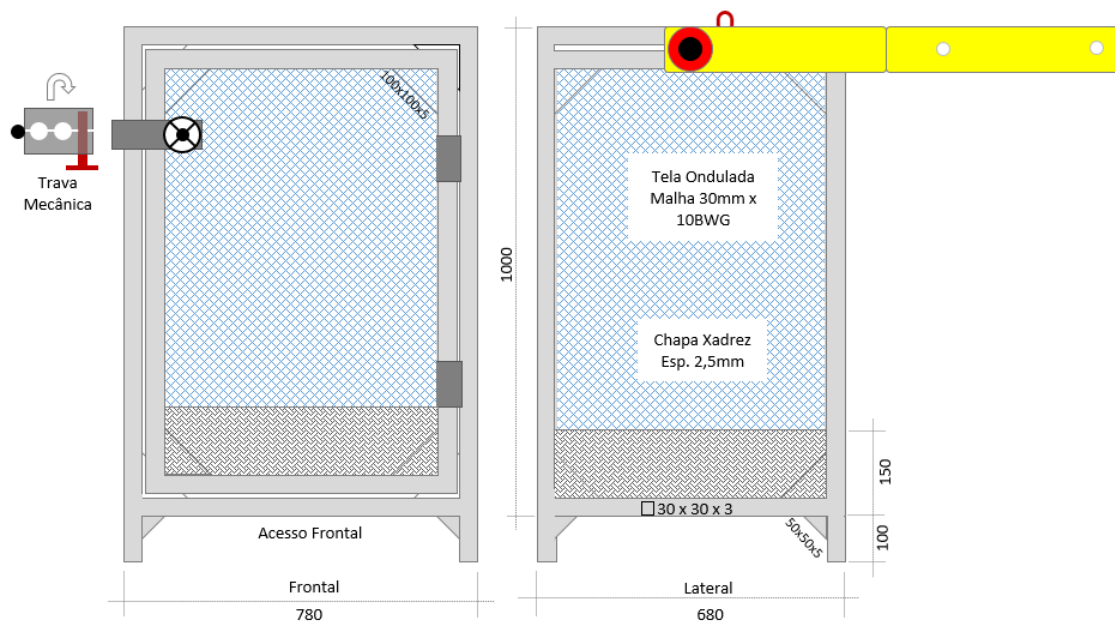 100x100x5
Trava
Mecânica
Acesso Frontal
Frontal
780
1000
Tela Ondulada
Malha 30mm x
10BWG
Chapa Xadrez
Esp. 2,5mm
30 x 30 x 3
50x50x5
150
100
Lateral
680